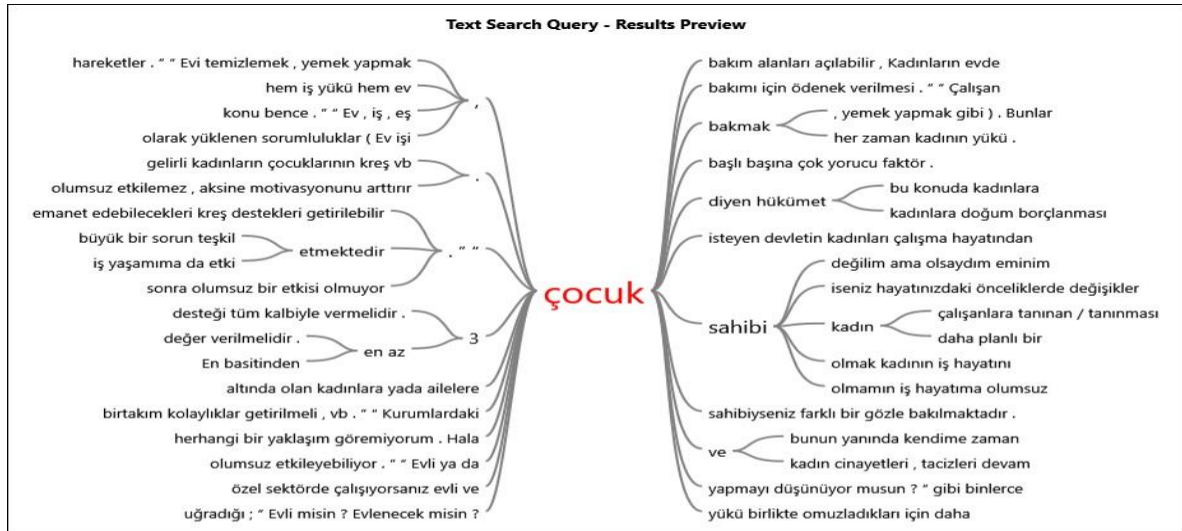 Text Search Query - Results Preview
hareketler . " " Evi temizlemek , yemek yapmak
hem iş yükü hem ev
konu bence . " " Ev , iş , eş
olarak yüklenen sorumluluklar ( Ev işi
,
gelirli kadınların çocuklarının kreş vb
olumsuz etkilemez , aksine motivasyonunu arttırır
.
emanet edebilecekleri kreş destekleri getirilebilir
büyük bir sorun teşkil
iş yaşamıma da etki
etmektedir
sonra olumsuz bir etkisi olmuyor
. " "
desteği tüm kalbiyle vermelidir .
değer verilmelidir .
En basitinden
en az
3
altında olan kadınlara yada ailelere
birtakım kolaylıklar getirilmeli , vb . " " Kurumlardaki
herhangi bir yaklaşım göremiyorum . Hala
olumsuz etkileyebiliyor . " " Evli ya da
özel sektörde çalışıyorsanız evli ve
uğradığı ; " Evli misin ? Evlenecek misin ?
çocuk
bakım alanları açılabilir , Kadınların evde
bakımı için ödenek verilmesi . " " Çalışan
bakmak
, yemek yapmak gibi ) . Bunlar
her zaman kadının yükü .
başlı başına çok yorucu faktör .
diyen hükümet
bu konuda kadınlara
kadınlara doğum borçlanması
isteyen devletin kadınları çalışma hayatından
sahibi
değilim ama olsaydım eminim
iseniz hayatınızdaki önceliklerde değişikler
kadın
çalışanlara tanınan / tanınması
daha planlı bir
olmak kadının iş hayatını
olmamın iş hayatıma olumsuz
sahibiyseniz farklı bir gözle bakılmaktadır .
ve
bunun yanında kendime zaman
kadın cinayetleri , tacizleri devam
yapmayı düşünüyor musun ? " gibi binlerce
yükü birlikte omuzladıkları için daha